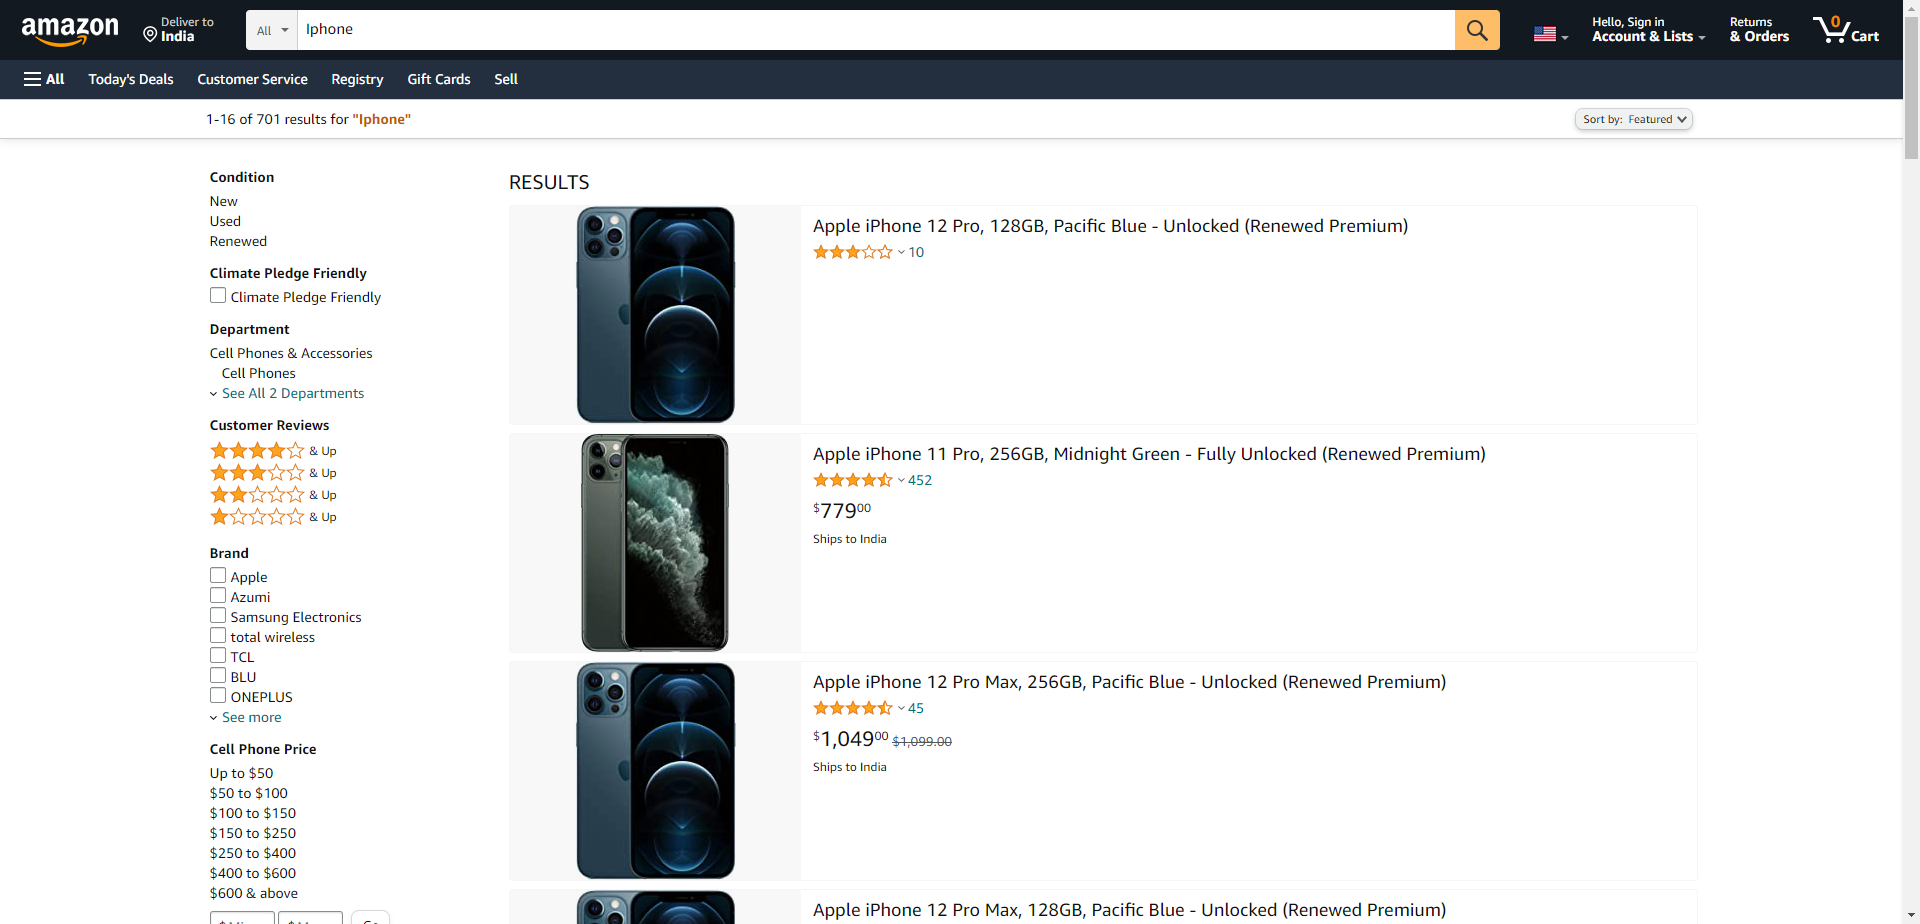 amazon
Deliver to
India
All
Iphone
Hello, Sign in
Account & Lists
Returns
& Orders
0
Cart
All
Today's Deals
Customer Service
Registry
Gift Cards
Sell
1-16 of 701 results for "Iphone"
Sort by: Featured
Condition
New
Used
Renewed
Climate Pledge Friendly
Climate Pledge Friendly
Department
Cell Phones & Accessories
Cell Phones
See All 2 Departments
Customer Reviews
& Up
& Up
& Up
& Up
Brand
Apple
Azumi
Samsung Electronics
total wireless
TCL
BLU
ONEPLUS
See more
Cell Phone Price
Up to $50
$50 to $100
$100 to $150
$150 to $250
$250 to $400
$400 to $600
$600 & above
RESULTS
Apple iPhone 12 Pro, 128GB, Pacific Blue - Unlocked (Renewed Premium)
10
Apple iPhone 11 Pro, 256GB, Midnight Green - Fully Unlocked (Renewed Premium)
452
$77900
Ships to India
Apple iPhone 12 Pro Max, 256GB, Pacific Blue - Unlocked (Renewed Premium)
45
$1,04900 $1,099.00
Ships to India
Apple iPhone 12 Pro Max, 128GB, Pacific Blue - Unlocked (Renewed Premium)